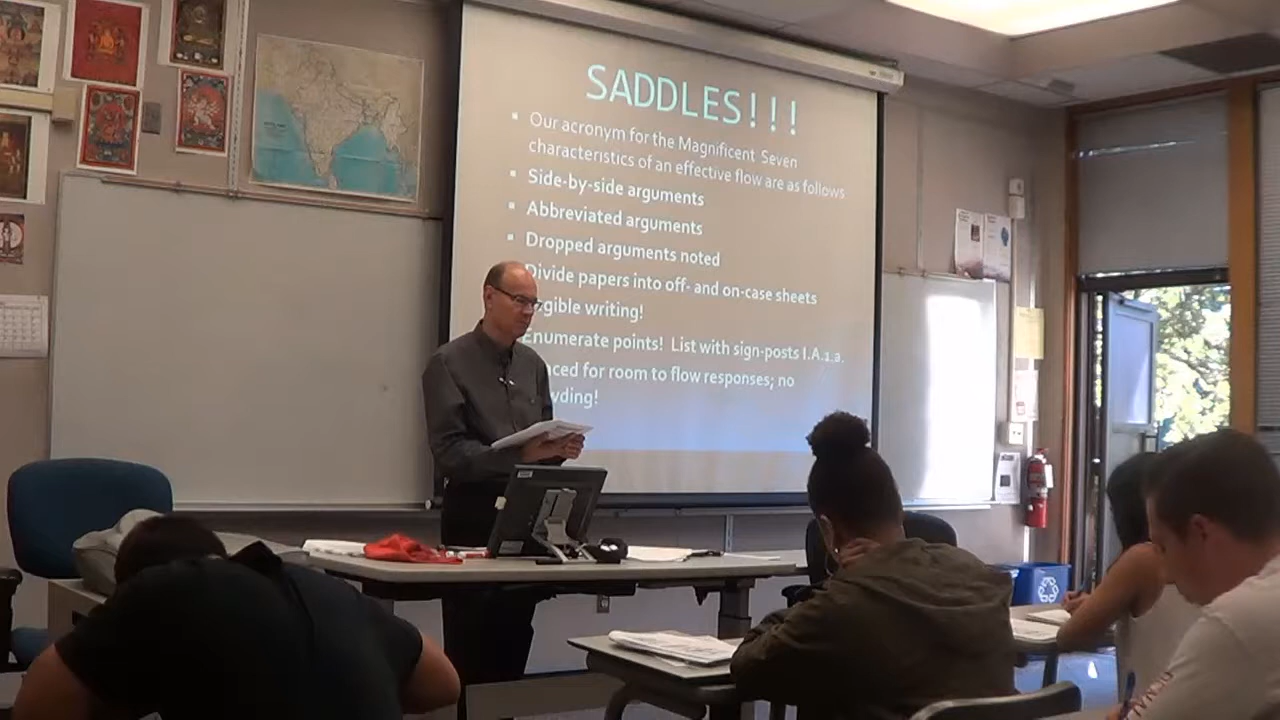 SADDLES!!!
Our acronym for the Magnificent Seven
characteristics of an effective flow are as follows
Side-by-side arguments
Abbreviated arguments
Dropped arguments noted
Divide papers into off- and on-case sheets
gible writing!
Enumerate points! List with sign-posts I.A.1.a.
aced for room to flow responses; no
wding!